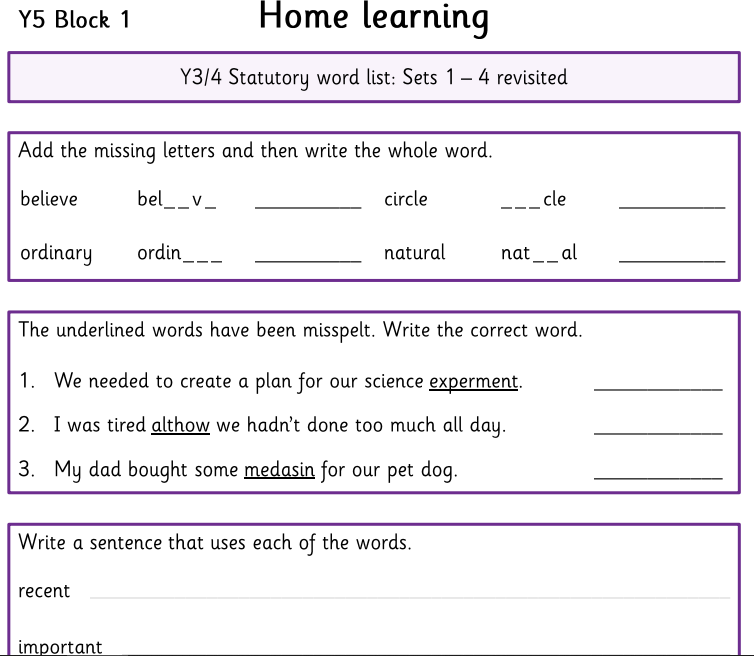 Y5 Block 1 Home learning
Y3/4 Statutory word list: Sets 1 – 4 revisited
Add the missing letters and then write the whole word.
believe bel__v_ __________ circle ___cle __________
ordinary ordin___ __________ natural nat__al __________
The underlined words have been misspelt. Write the correct word.
1. We needed to create a plan for our science experment. ____________
2. I was tired althow we hadn't done too much all day. ____________
3. My dad bought some medasin for our pet dog. ____________
Write a sentence that uses each of the words.
recent
important